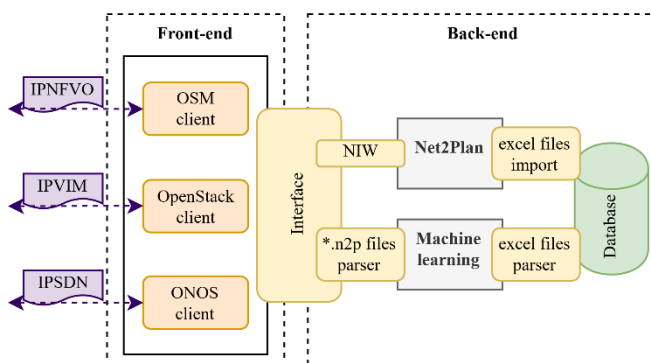 Front-end
Back-end
IPNFVO
OSM
client
IPVIM
OpenStack
client
IPSDN
ONOS
client
Interface
NIW
Net2Plan
excel files
import
*.n2p files
parser
Machine
learning
excel files
parser
Database